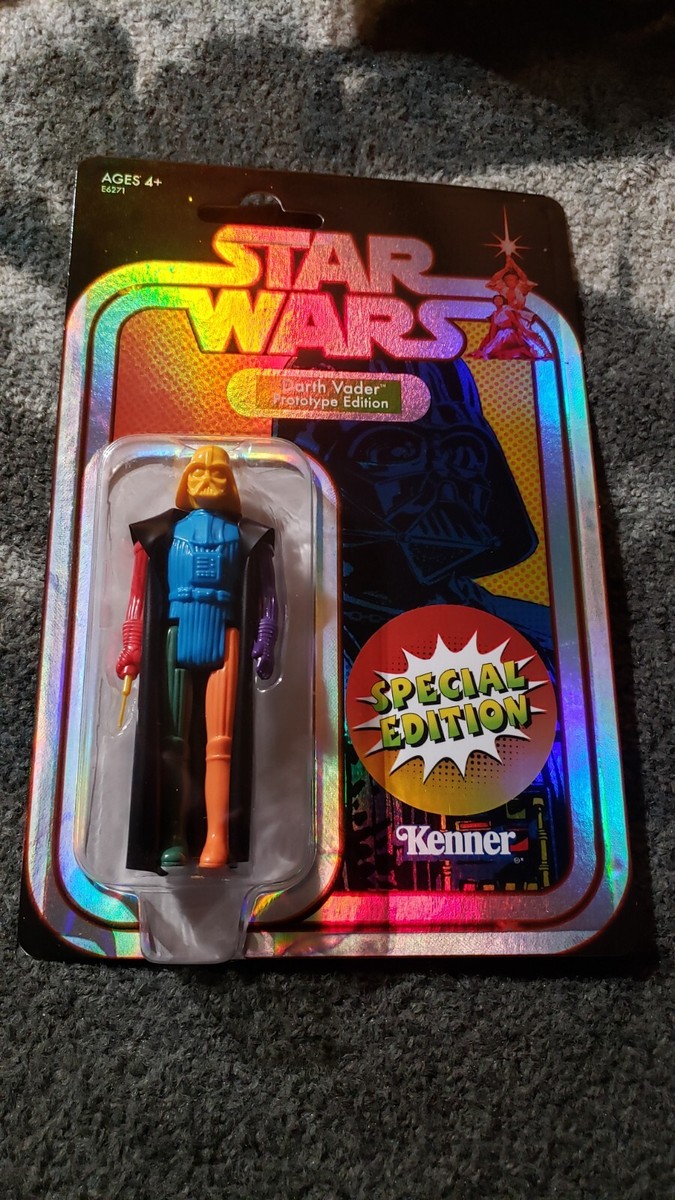 AGES 4+
E6271
STAR
WARS
Darth Vader™
Prototype Edition
SPECIAL
EDITION
Kenner